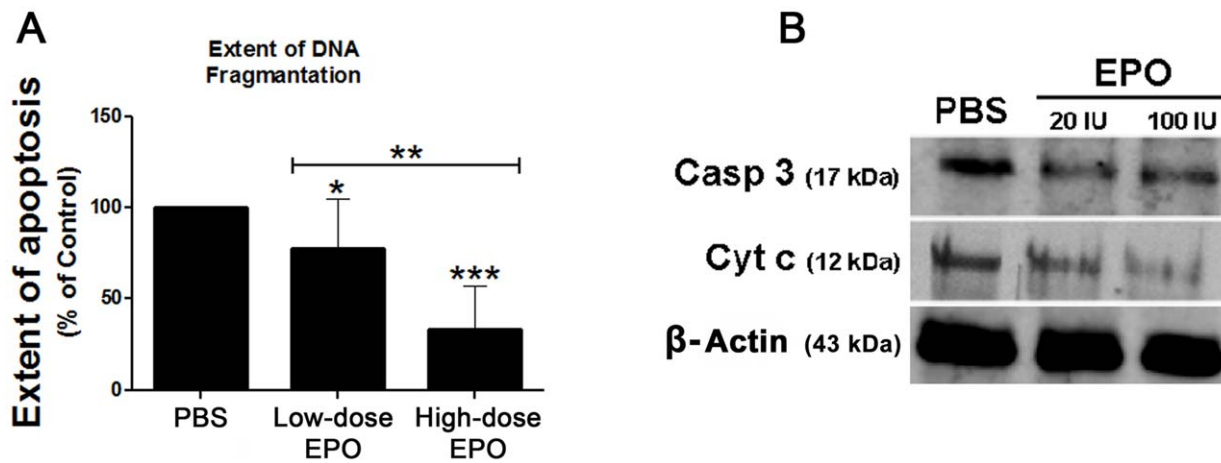 A
Extent of DNA
Fragmantation
Extent of apoptosis
(% of Control)
150
100
50
0
**
*
***
PBS
Low-dose
EPO
High-dose
EPO
B
EPO
PBS
20 IU
100 IU
Casp 3 (17 kDa)
Cyt c (12 kDa)
β-Actin (43 kDa)